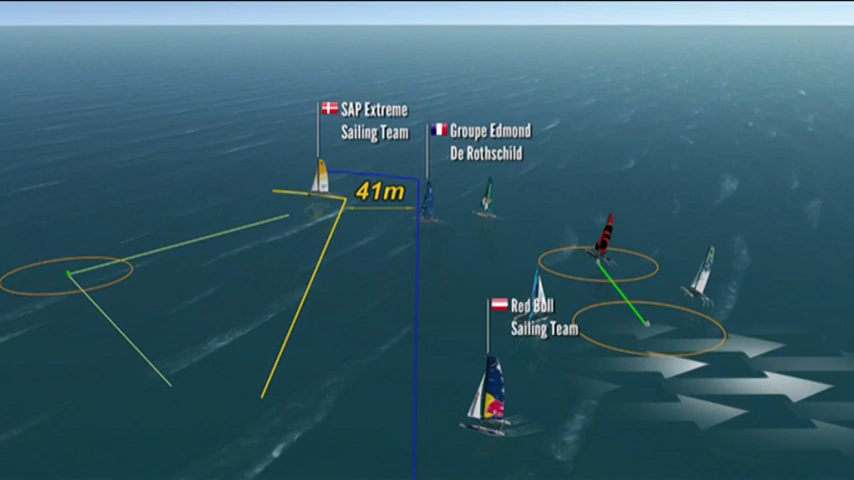 SAP Extreme
Sailing Team
Groupe Edmond
De Rothschild
41m
Red Bull
Sailing Team